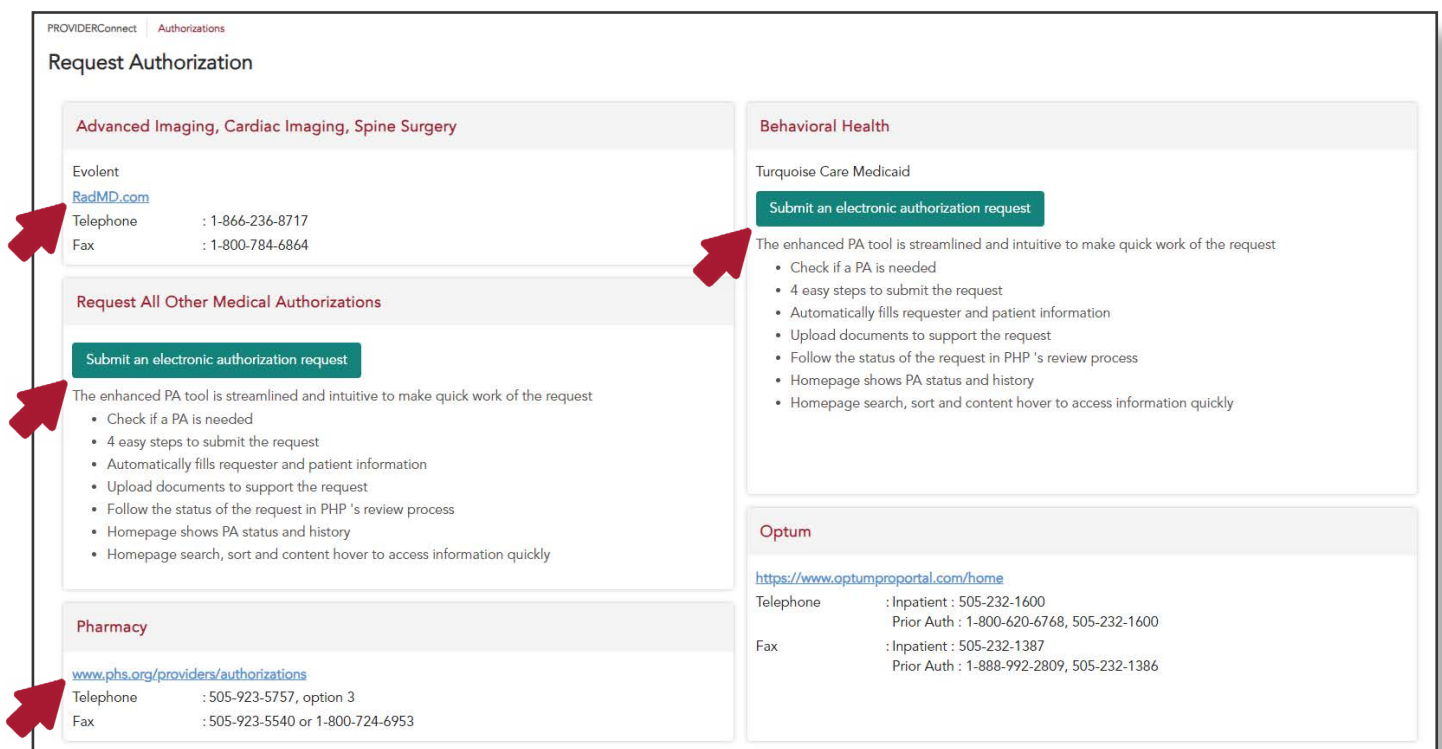 PROVIDERConnect Authorizations
Request Authorization
Advanced Imaging, Cardiac Imaging, Spine Surgery
Evolent
RadMD.com
Telephone : 1-866-236-8717
Fax : 1-800-784-6864
Request All Other Medical Authorizations
Submit an electronic authorization request
The enhanced PA tool is streamlined and intuitive to make quick work of the request
• Check if a PA is needed
• 4 easy steps to submit the request
• Automatically fills requester and patient information
• Upload documents to support the request
• Follow the status of the request in PHP 's review process
• Homepage shows PA status and history
• Homepage search, sort and content hover to access information quickly
Pharmacy
www.phs.org/providers/authorizations
Telephone : 505-923-5757, option 3
Fax : 505-923-5540 or 1-800-724-6953
Behavioral Health
Turquoise Care Medicaid
Submit an electronic authorization request
The enhanced PA tool is streamlined and intuitive to make quick work of the request
• Check if a PA is needed
• 4 easy steps to submit the request
• Automatically fills requester and patient information
• Upload documents to support the request
• Follow the status of the request in PHP 's review process
• Homepage shows PA status and history
• Homepage search, sort and content hover to access information quickly
Optum
https://www.optumproportal.com/home
Telephone : Inpatient : 505-232-1600
Prior Auth : 1-800-620-6768, 505-232-1600
Fax : Inpatient : 505-232-1387
Prior Auth : 1-888-992-2809, 505-232-1386